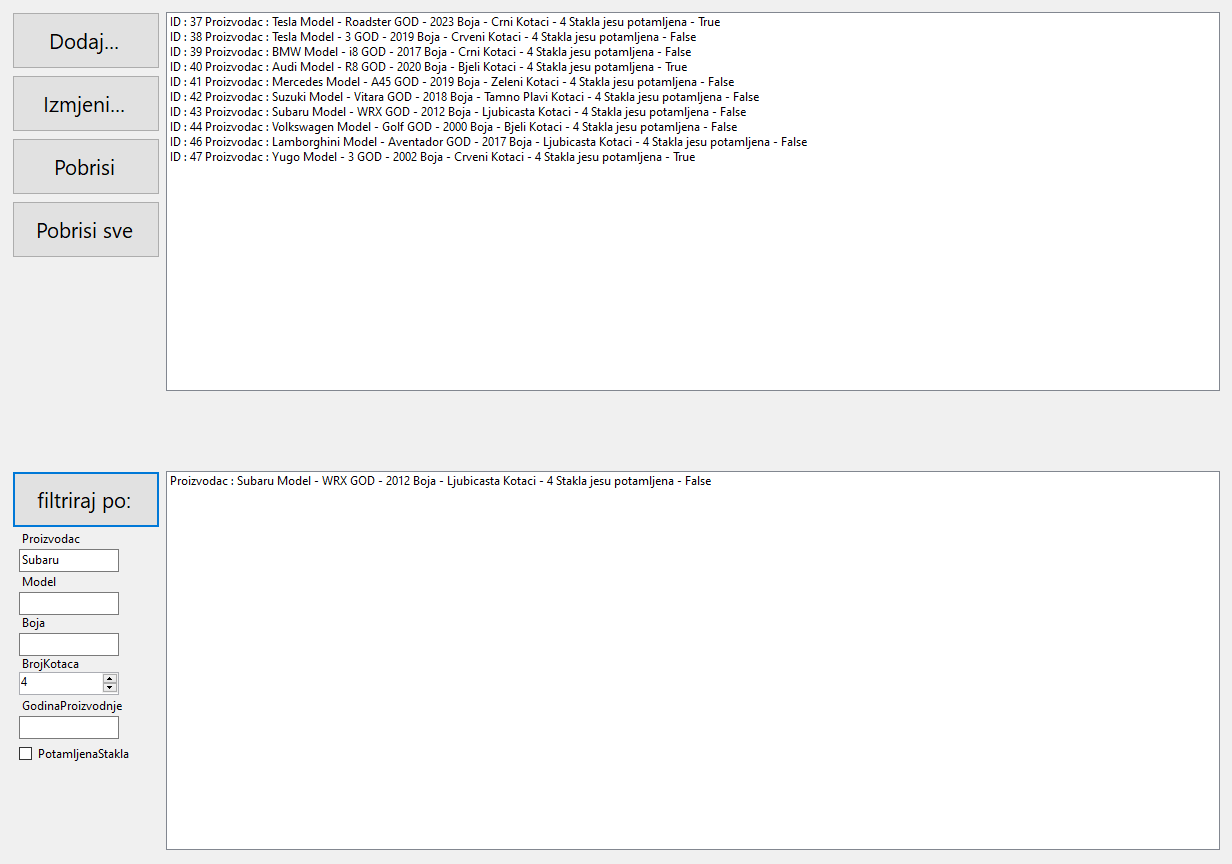 Dodaj...
Izmjeni...
Pobrisi
Pobrisi sve
ID : 37 Proizvodac : Tesla Model - Roadster GOD - 2023 Boja - Crni Kotaci - 4 Stakla jesu potamljena - True
ID : 38 Proizvodac : Tesla Model - 3 GOD - 2019 Boja - Crveni Kotaci - 4 Stakla jesu potamljena - False
ID : 39 Proizvodac : BMW Model - i8 GOD - 2017 Boja - Crni Kotaci - 4 Stakla jesu potamljena - False
ID : 40 Proizvodac : Audi Model - R8 GOD - 2020 Boja - Bjeli Kotaci - 4 Stakla jesu potamljena - True
ID : 41 Proizvodac : Mercedes Model - A45 GOD - 2019 Boja - Zeleni Kotaci - 4 Stakla jesu potamljena - False
ID : 42 Proizvodac : Suzuki Model - Vitara GOD - 2018 Boja - Tamno Plavi Kotaci - 4 Stakla jesu potamljena - False
ID : 43 Proizvodac : Subaru Model - WRX GOD - 2012 Boja - Ljubicasta Kotaci - 4 Stakla jesu potamljena - False
ID : 44 Proizvodac : Volkswagen Model - Golf GOD - 2000 Boja - Bjeli Kotaci - 4 Stakla jesu potamljena - False
ID : 46 Proizvodac : Lamborghini Model - Aventador GOD - 2017 Boja - Ljubicasta Kotaci - 4 Stakla jesu potamljena - False
ID : 47 Proizvodac : Yugo Model - 3 GOD - 2002 Boja - Crveni Kotaci - 4 Stakla jesu potamljena - True
filtriraj po:
Proizvodac
Subaru
Model
Boja
BrojKotaca
4
GodinaProizvodnje
PotamljenaStakla
Proizvodac : Subaru Model - WRX GOD - 2012 Boja - Ljubicasta Kotaci - 4 Stakla jesu potamljena - False